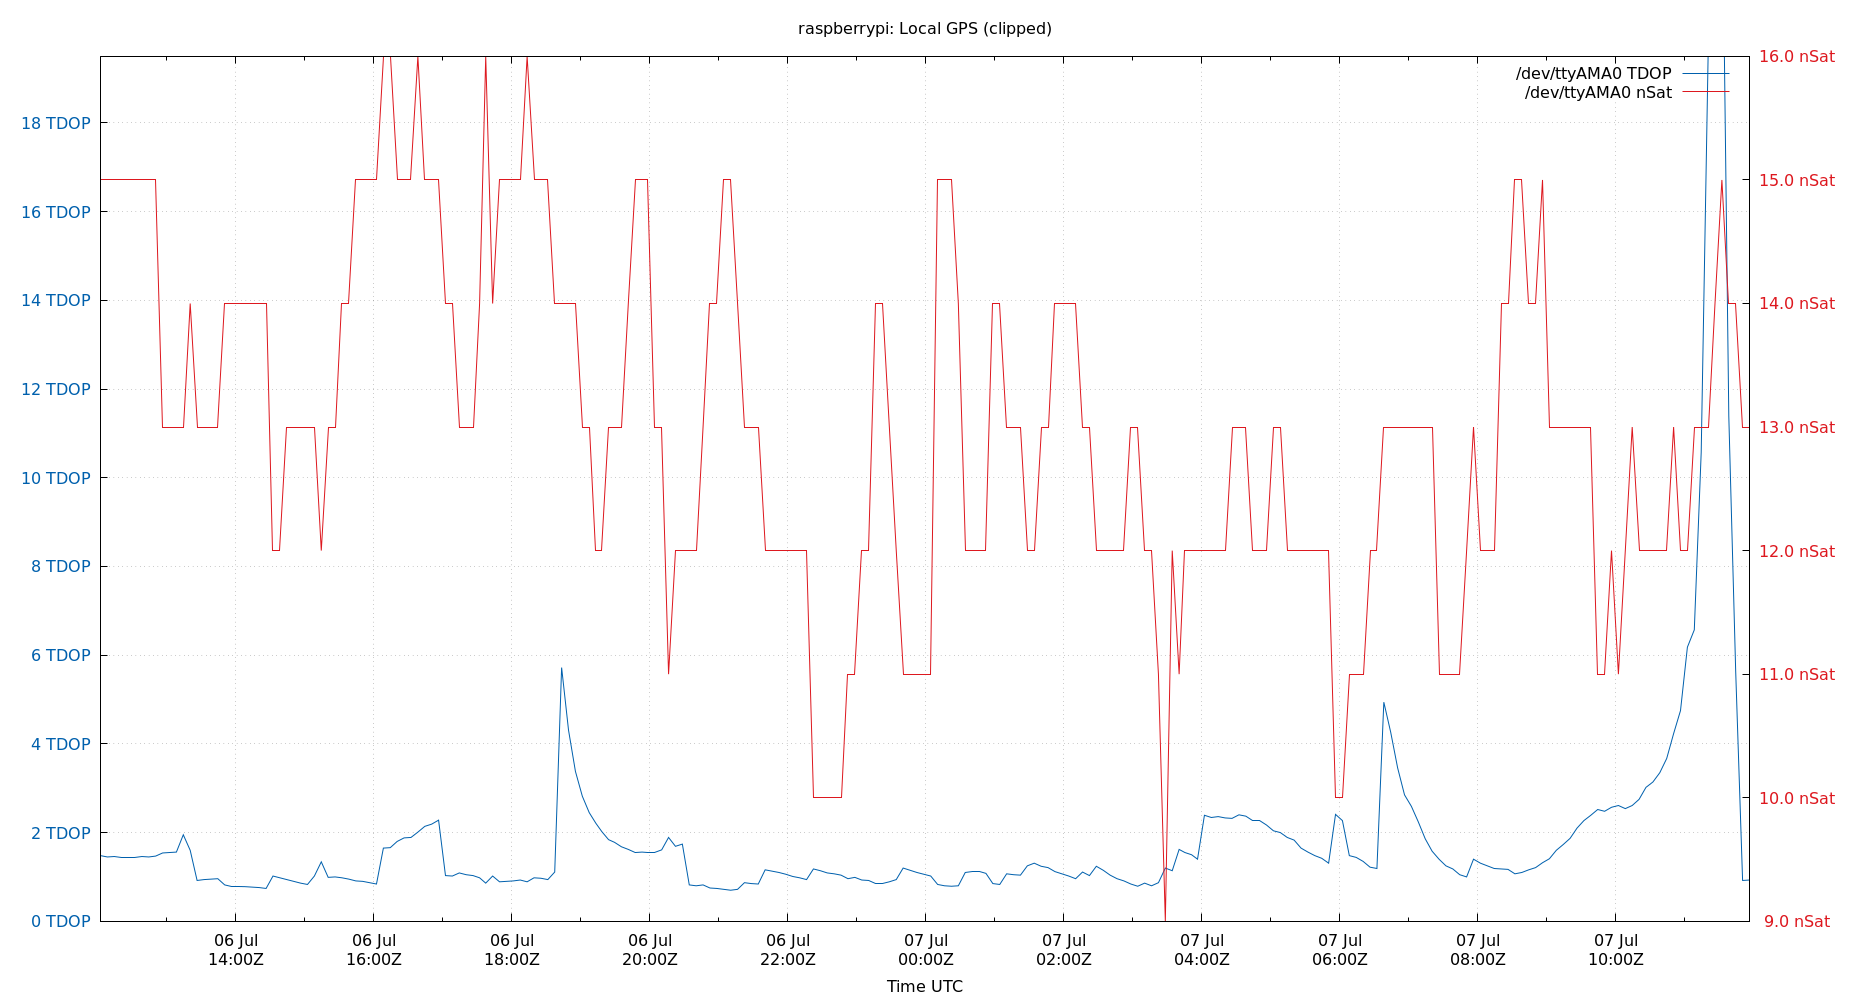 raspberrypi: Local GPS (clipped)
/dev/ttyAMA0 TDOP
/dev/ttyAMA0 nSat
18 TDOP
16 TDOP
14 TDOP
12 TDOP
10 TDOP
8 TDOP
6 TDOP
4 TDOP
2 TDOP
0 TDOP
16.0 nSat
15.0 nSat
14.0 nSat
13.0 nSat
12.0 nSat
11.0 nSat
10.0 nSat
9.0 nSat
06 Jul
14:00Z
06 Jul
16:00Z
06 Jul
18:00Z
06 Jul
20:00Z
06 Jul
22:00Z
07 Jul
00:00Z
07 Jul
02:00Z
07 Jul
04:00Z
07 Jul
06:00Z
07 Jul
08:00Z
07 Jul
10:00Z
Time UTC